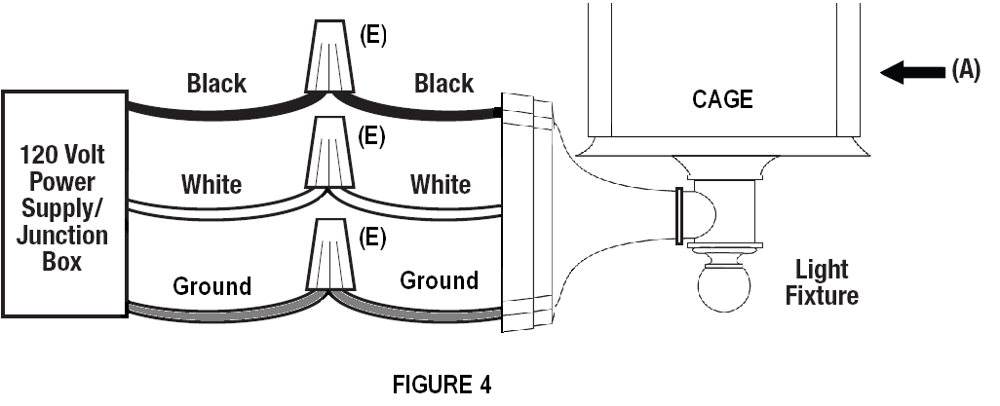 (E)
(A)
Black
Black
CAGE
(E)
120 Volt
Power
Supply/
Junction
Box
White
White
(E)
Ground
Ground
Light
Fixture
FIGURE 4